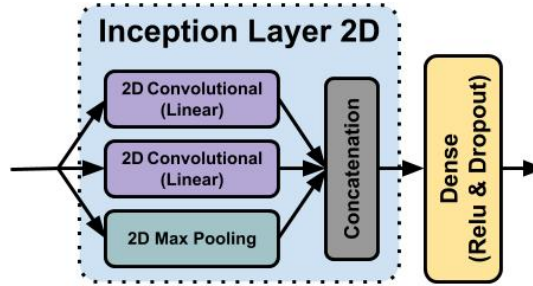 Inception Layer 2D
2D Convolutional
(Linear)
2D Convolutional
(Linear)
2D Max Pooling
Concatenation
Dense
(Relu & Dropout)